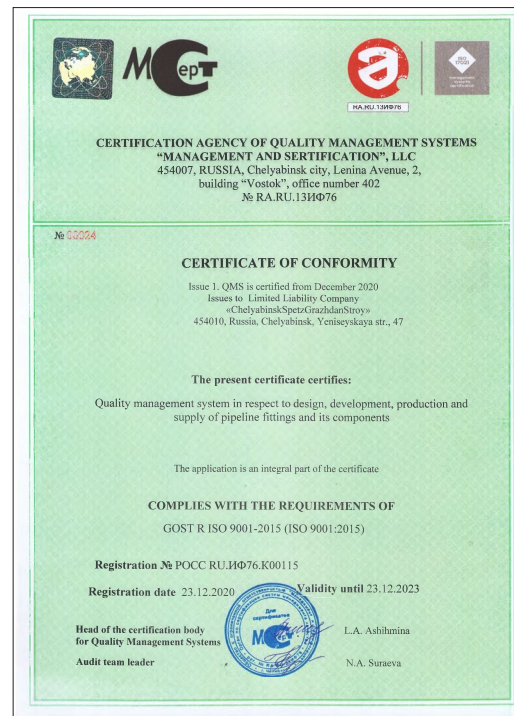 МСерт
ISO
17021
RA.RU.13ИФ76
CERTIFICATION AGENCY OF QUALITY MANAGEMENT SYSTEMS
“MANAGEMENT AND SERTIFICATION”, LLC
454007, RUSSIA, Chelyabinsk city, Lenina Avenue, 2,
building “Vostok”, office number 402
№ RA.RU.13ИФ76
№ 00024
CERTIFICATE OF CONFORMITY
Issue 1. QMS is certified from December 2020
Issues to Limited Liability Company
«ChelyabinskSpetzGrazhdanStroy»
454010, Russia, Chelyabinsk, Yeniseyskaya str., 47
The present certificate certifies:
Quality management system in respect to design, development, production and
supply of pipeline fittings and its components
The application is an integral part of the certificate
COMPLIES WITH THE REQUIREMENTS OF
GOST R ISO 9001-2015 (ISO 9001:2015)
Registration № РОСС RU.ИФ76.К00115
Registration date 23.12.2020 Validity until 23.12.2023
Для
сертификатов
Head of the certification body L.A. Ashihmina
for Quality Management Systems
Audit team leader N.A. Suraeva